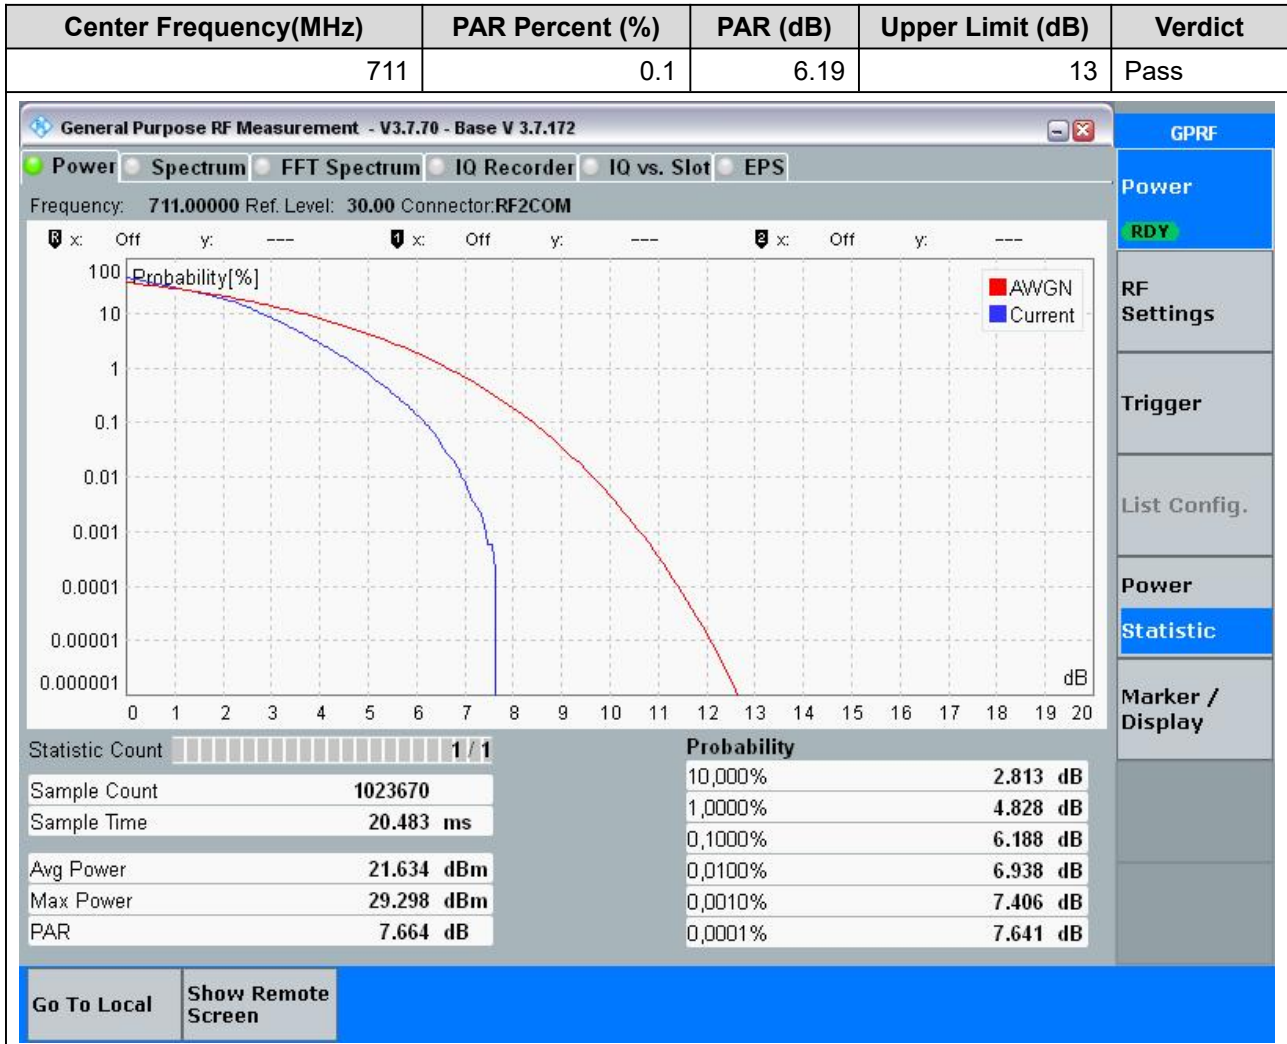 Center Frequency(MHz) PAR Percent (%) PAR (dB) Upper Limit (dB) Verdict
711 0.1 6.19 13 Pass
General Purpose RF Measurement - V3.7.70 - Base V 3.7.172
GPRF
Power Spectrum FFT Spectrum IQ Recorder IQ vs. Slot EPS
Power
RDY
Frequency: 711.00000 Ref. Level: 30.00 Connector:RF2COM
R x: Off y: --- 1 x: Off y: --- 2 x: Off y: ---
Probability[%]
AWGN
Current
100
10
1
0.1
0.01
0.001
0.0001
0.00001
0.000001
dB
0 1 2 3 4 5 6 7 8 9 10 11 12 13 14 15 16 17 18 19 20
RF
Settings
Trigger
List Config.
Power
Statistic
Marker /
Display
Statistic Count 1 / 1
Sample Count 1023670
Sample Time 20.483 ms
Avg Power 21.634 dBm
Max Power 29.298 dBm
PAR 7.664 dB
Probability
10,000% 2.813 dB
1,0000% 4.828 dB
0,1000% 6.188 dB
0,0100% 6.938 dB
0,0010% 7.406 dB
0,0001% 7.641 dB
Go To Local
Show Remote
Screen